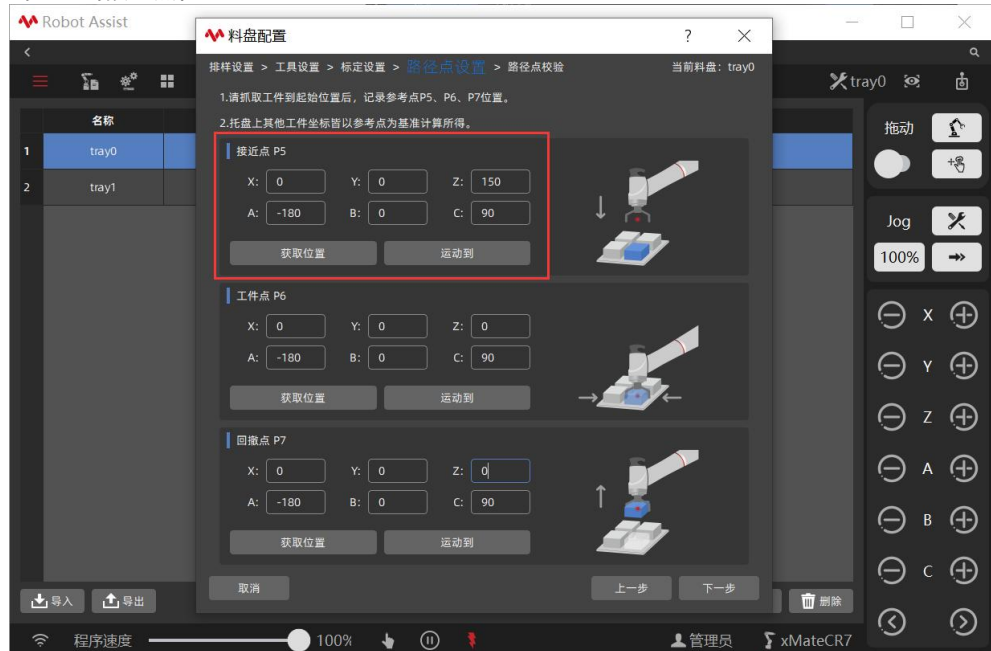 Robot Assist
料盘配置
? 
排样设置 > 工具设置 > 标定设置 > 路径点设置 > 路径点校验
当前料盘：tray0
tray0
1.请抓取工件到起始位置后，记录参考点P5、P6、P7位置。
2.托盘上其他工件坐标皆以参考点为基准计算所得。
名称
1 tray0
2 tray1
接近点 P5
X: 0 Y: 0 Z: 150
A: -180 B: 0 C: 90
获取位置 运动到
工件点 P6
X: 0 Y: 0 Z: 0
A: -180 B: 0 C: 90
获取位置 运动到
回撤点 P7
X: 0 Y: 0 Z: 0
A: -180 B: 0 C: 90
获取位置 运动到
取消 上一步 下一步
导入 导出 删除
拖动
Jog
100%
X
Y
Z
A
B
C
程序速度 100% 管理员 xMateCR7